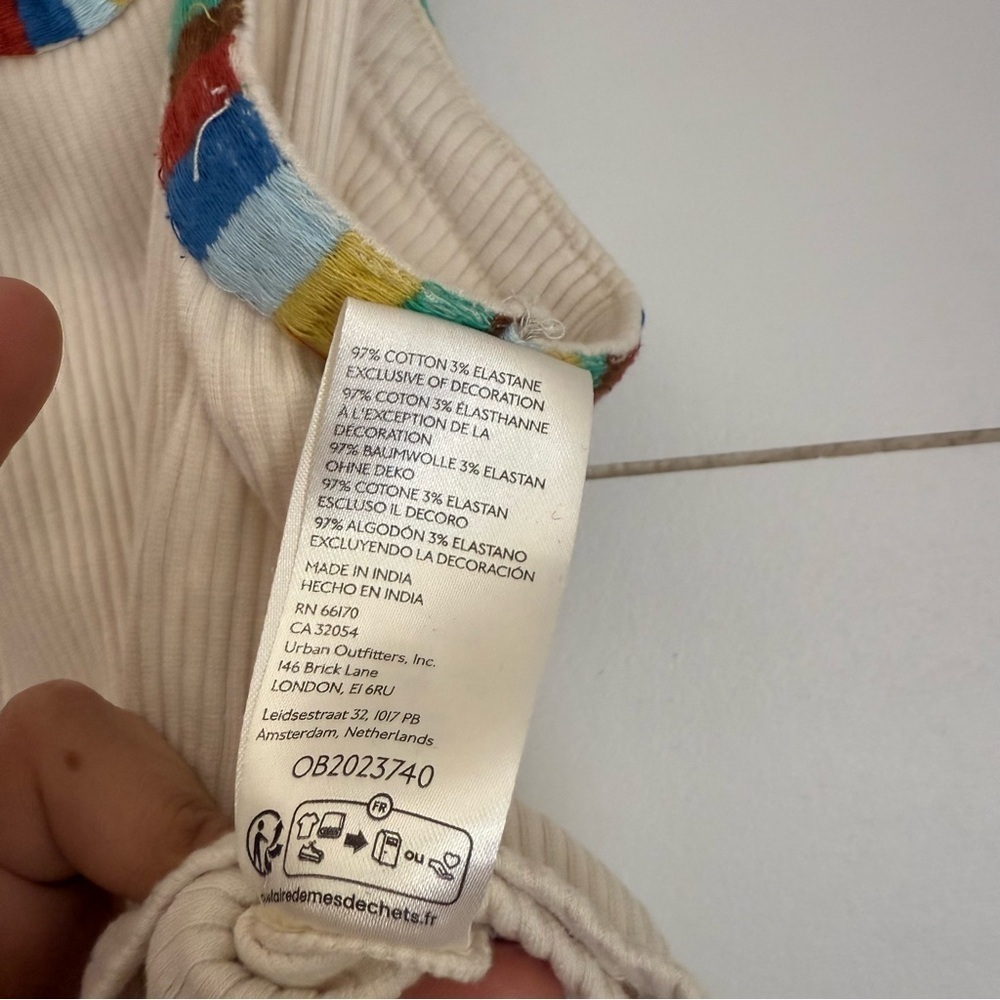 97% COTTON 3% ELASTANE
EXCLUSIVE OF DECORATION
97% COTON 3% ÉLASTHANNE
À L'EXCEPTION DE LA
DECORATION
97% BAUMWOLLE 3% ELASTAN
OHNE DEKO
97% COTONE 3% ELASTAN
ESCLUSO IL DECORO
97% ALGODÓN 3% ELASTANO
EXCLUYENDO LA DECORACIÓN
MADE IN INDIA
HECHO EN INDIA
RN 66170
CA 32054
Urban Outfitters, Inc.
146 Brick Lane
LONDON, E1 6RU
Leidsestraat 32, 1017 PB
Amsterdam, Netherlands
OB2023740
FR
ou